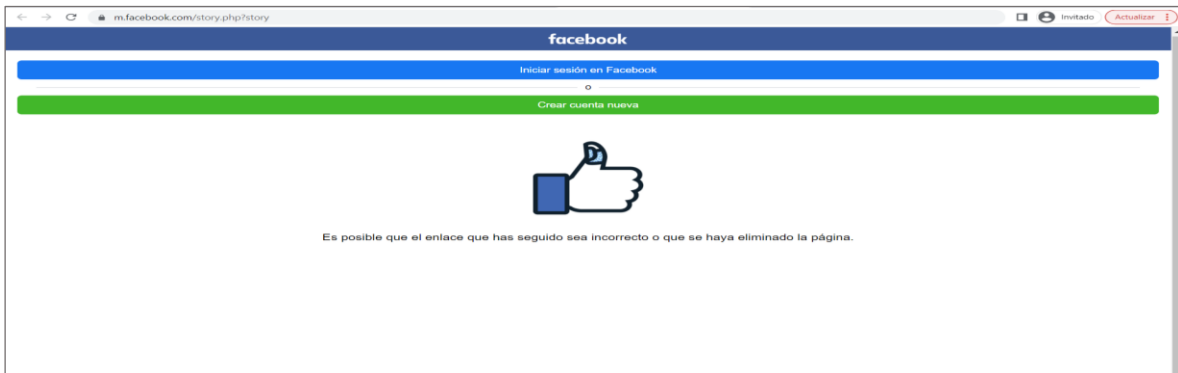 m.facebook.com/story.php?story
Invitado
Actualizar
facebook
Iniciar sesión en Facebook
o
Crear cuenta nueva
Es posible que el enlace que has seguido sea incorrecto o que se haya eliminado la página.